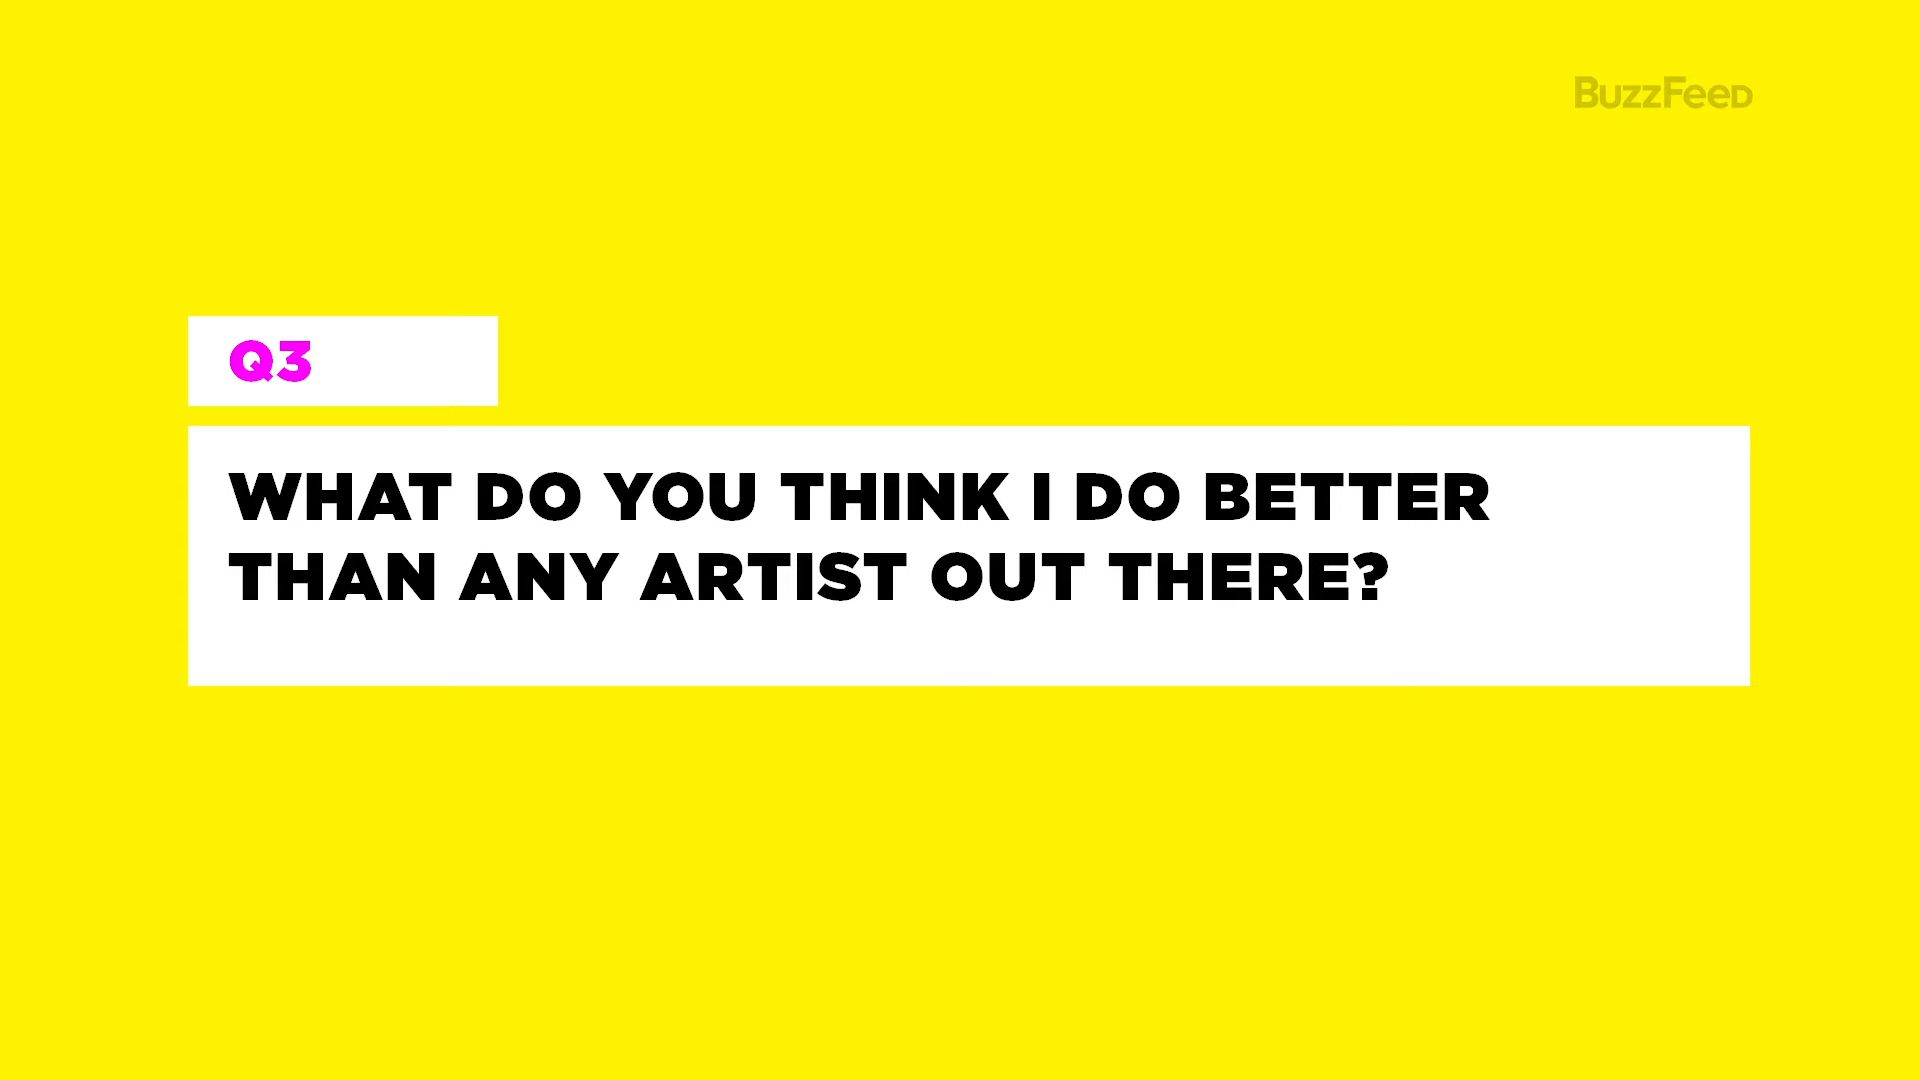 BuzzFeed
Q3
WHAT DO YOU THINK I DO BETTER
THAN ANY ARTIST OUT THERE?